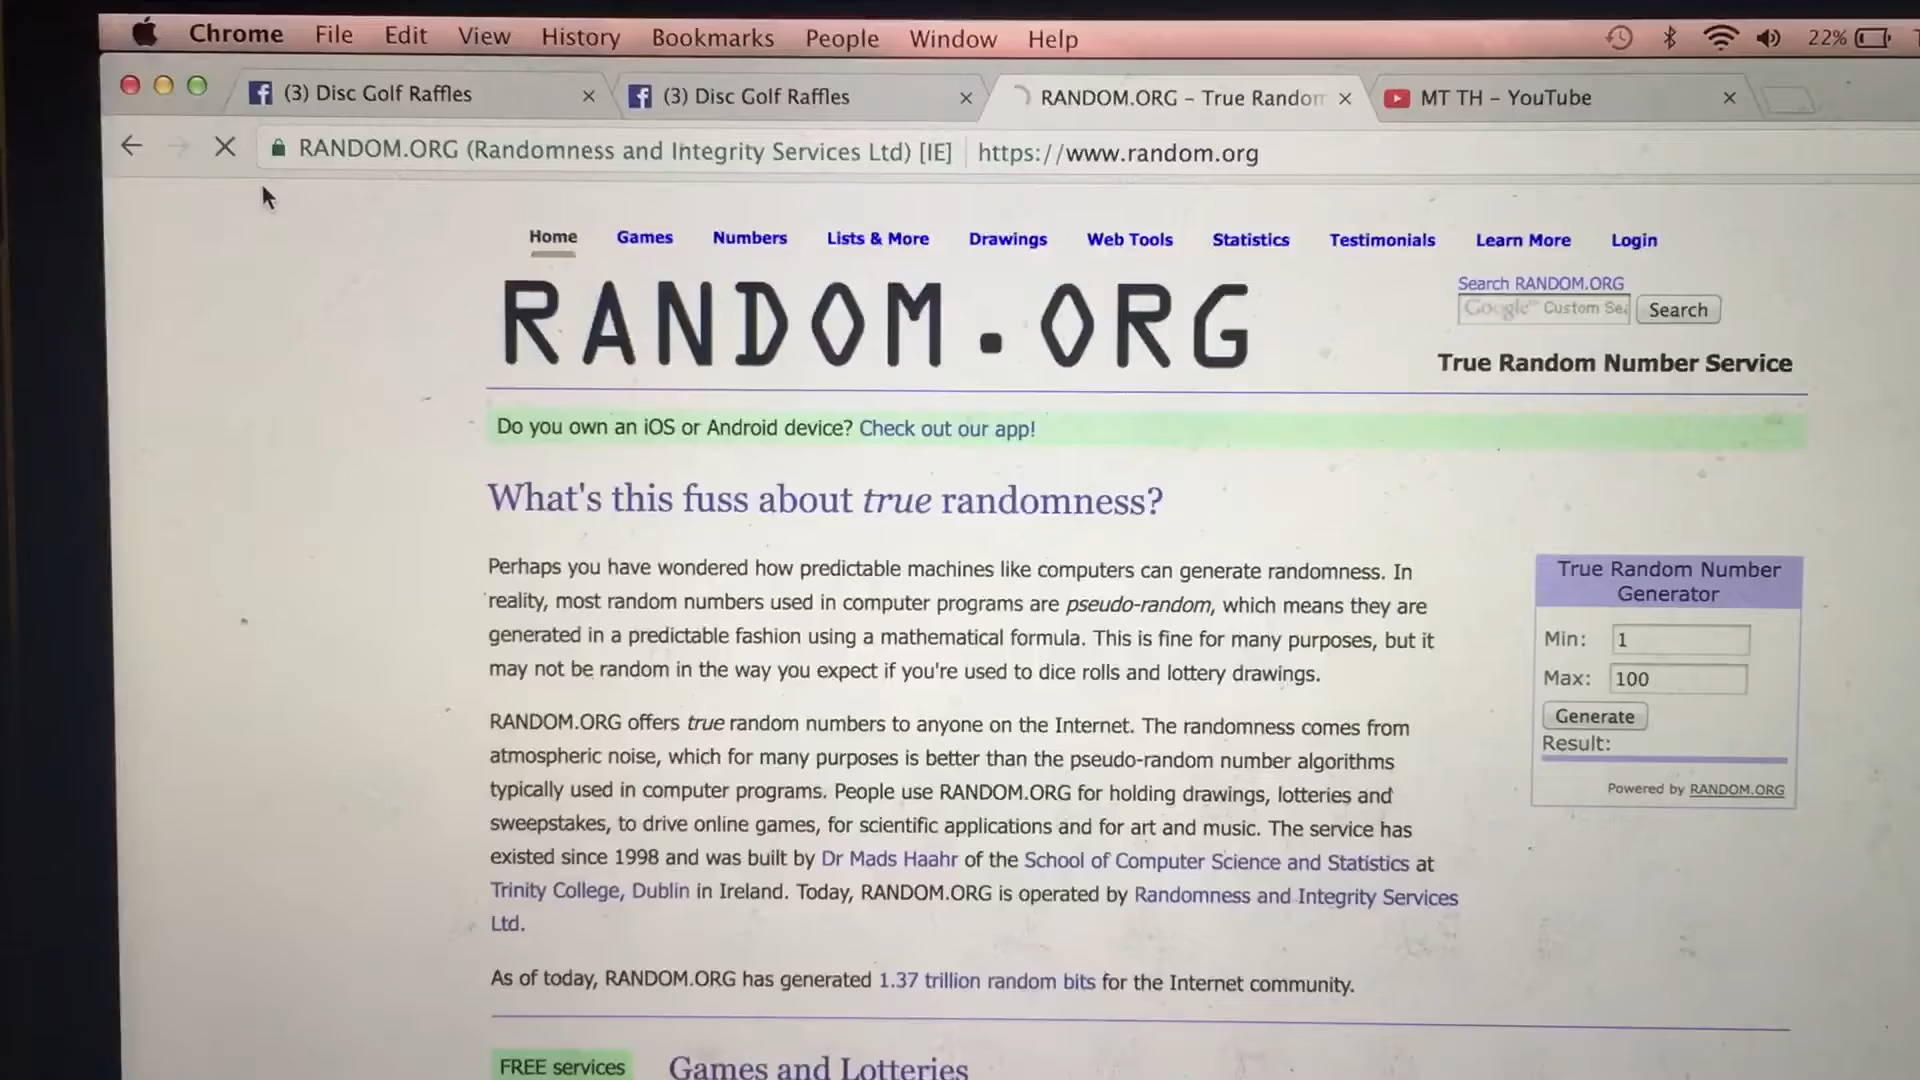 Chrome File Edit View History Bookmarks People Window Help 22%
(3) Disc Golf Raffles (3) Disc Golf Raffles RANDOM.ORG – True Random MT TH – YouTube
RANDOM.ORG (Randomness and Integrity Services Ltd) [IE] https://www.random.org
Home Games Numbers Lists & More Drawings Web Tools Statistics Testimonials Learn More Login
RANDOM.ORG
Search RANDOM.ORG
Google™ Custom Sea Search
True Random Number Service
Do you own an iOS or Android device? Check out our app!
What's this fuss about true randomness?
Perhaps you have wondered how predictable machines like computers can generate randomness. In
reality, most random numbers used in computer programs are pseudo-random, which means they are
generated in a predictable fashion using a mathematical formula. This is fine for many purposes, but it
may not be random in the way you expect if you're used to dice rolls and lottery drawings.
RANDOM.ORG offers true random numbers to anyone on the Internet. The randomness comes from
atmospheric noise, which for many purposes is better than the pseudo-random number algorithms
typically used in computer programs. People use RANDOM.ORG for holding drawings, lotteries and
sweepstakes, to drive online games, for scientific applications and for art and music. The service has
existed since 1998 and was built by Dr Mads Haahr of the School of Computer Science and Statistics at
Trinity College, Dublin in Ireland. Today, RANDOM.ORG is operated by Randomness and Integrity Services
Ltd.
As of today, RANDOM.ORG has generated 1.37 trillion random bits for the Internet community.
True Random Number
Generator
Min: 1
Max: 100
Generate
Result:
Powered by RANDOM.ORG
FREE services Games and Lotteries